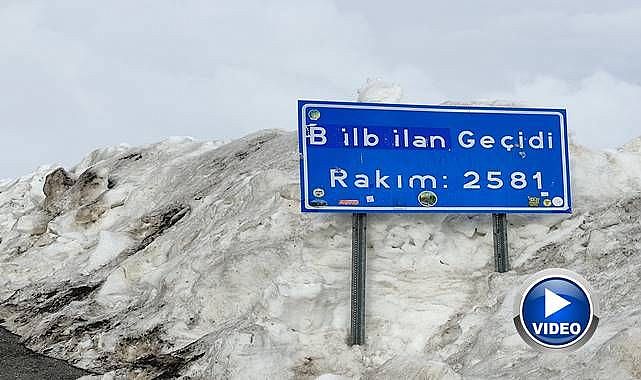 Bilbilan Geçidi
Rakım: 2581
VIDEO